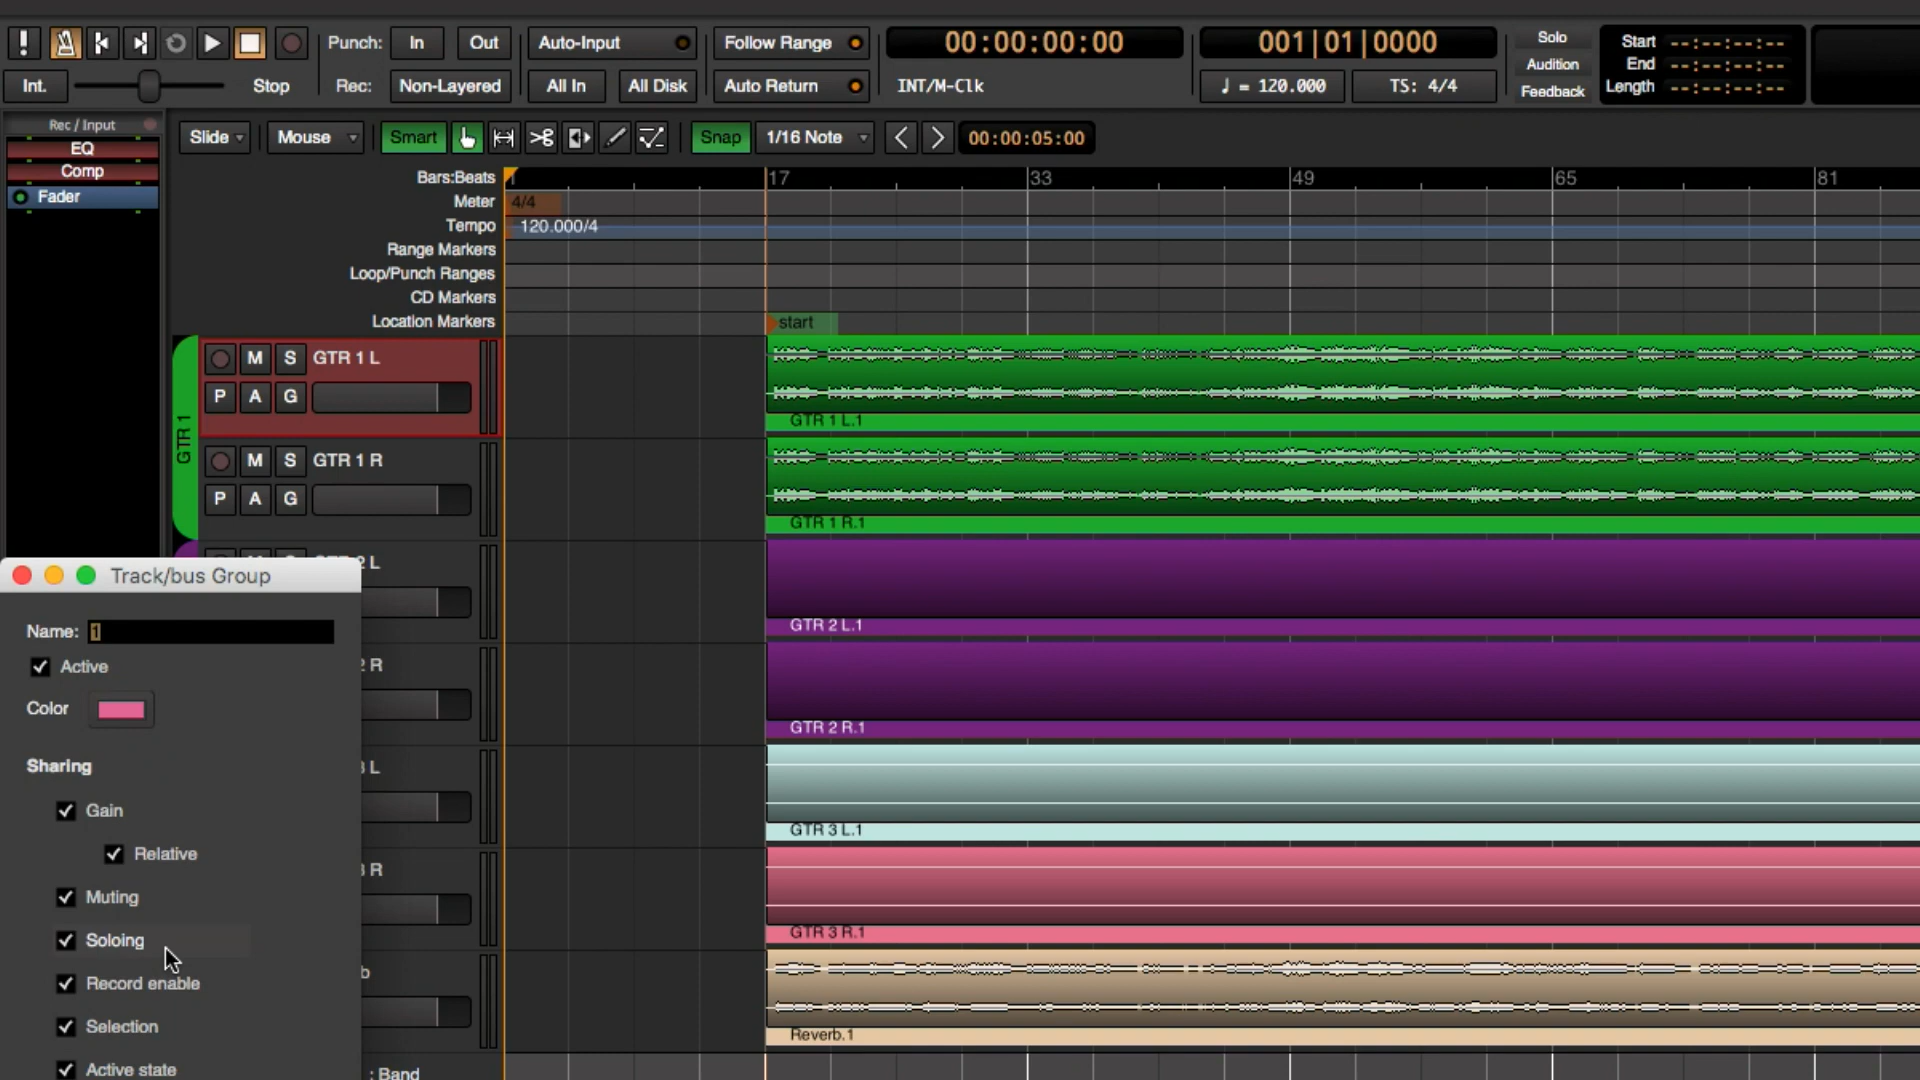 Punch: In Out Auto-Input Follow Range 00:00:00:00 001|01|0000 Solo Start --:--:--:--
Audition End --:--:--:--
Int. Stop Rec: Non-Layered All In All Disk Auto Return INT/M-Clk ♩ = 120.000 TS: 4/4 Feedback Length --:--:--:--
Rec / Input
EQ
Comp
Fader
Slide Mouse Smart Snap 1/16 Note 00:00:05:00
Bars:Beats 1 17 33 49 65 81
Meter 4/4
Tempo 120.000/4
Range Markers
Loop/Punch Ranges
CD Markers
Location Markers start
GTR 1
M S GTR 1 L
P A G
GTR 1 L.1
M S GTR 1 R
P A G
GTR 1 R.1
2 L
GTR 2 L.1
2 R
GTR 2 R.1
3 L
GTR 3 L.1
3 R
GTR 3 R.1
b
Reverb.1
: Band
Track/bus Group
Name: 1
Active
Color
Sharing
Gain
Relative
Muting
Soloing
Record enable
Selection
Active state